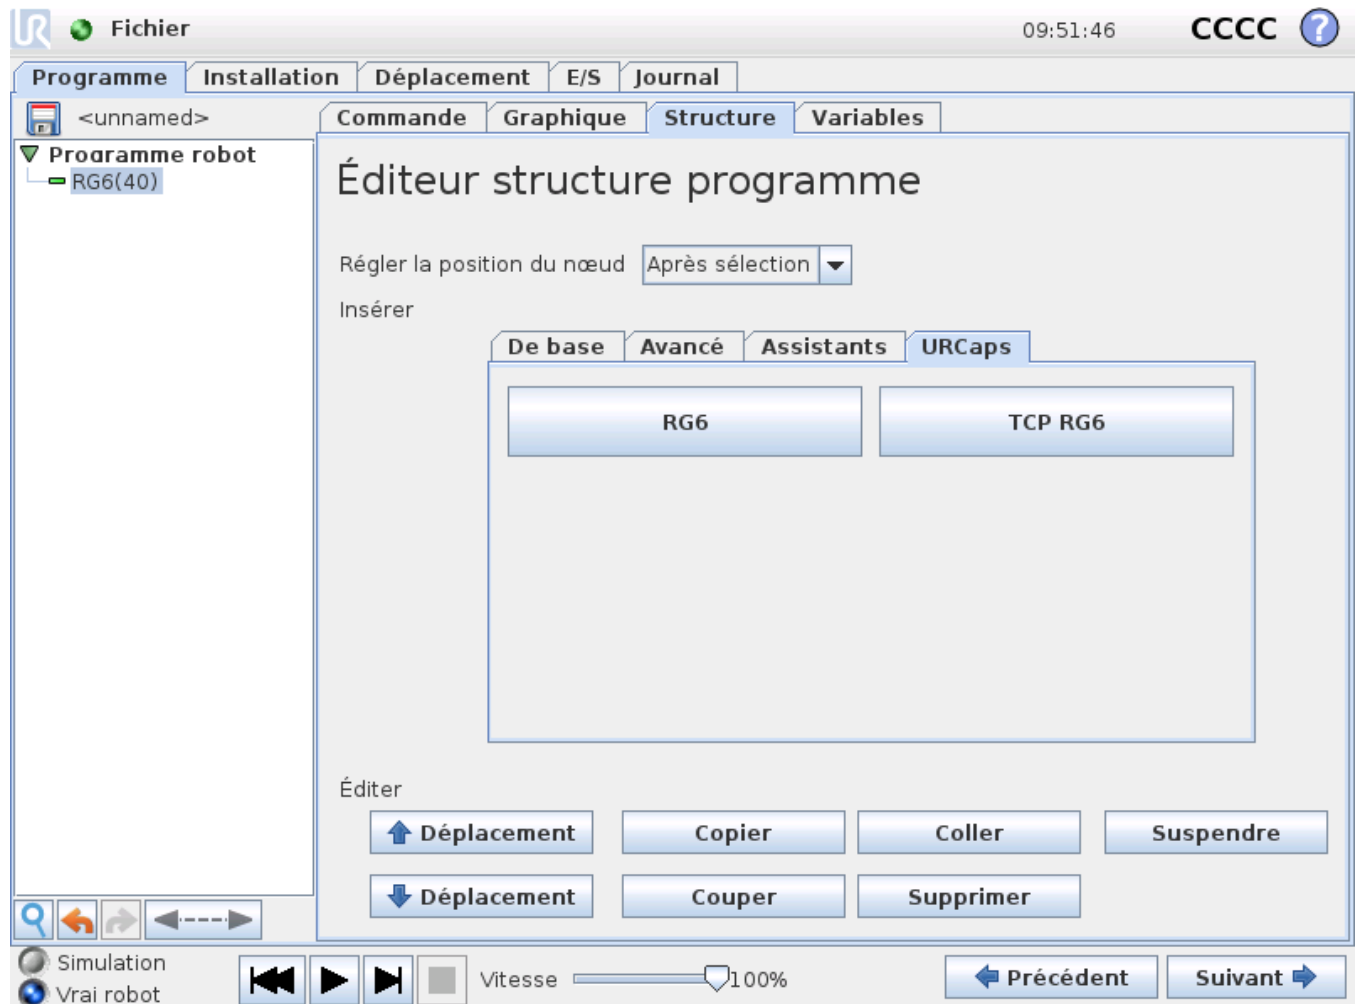 UR Fichier 09:51:46 CCCC ?
Programme Installation Déplacement E/S Journal
<unnamed> Commande Graphique Structure Variables
Programme robot
RG6(40)
Éditeur structure programme
Régler la position du nœud Après sélection
Insérer
De base Avancé Assistants URCaps
RG6 TCP RG6
Éditer
Déplacement Copier Coller Suspendre
Déplacement Couper Supprimer
Simulation
Vrai robot
Vitesse 100% Précédent Suivant